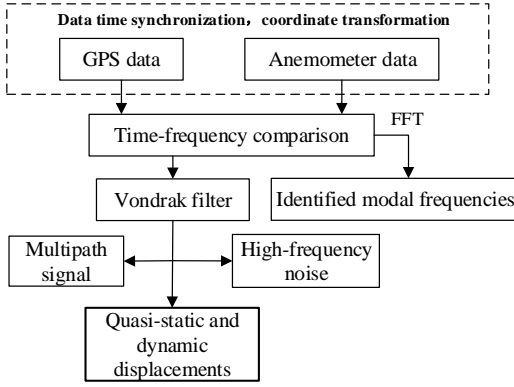 Data time synchronization, coordinate transformation
GPS data
Anemometer data
Time-frequency comparison
FFT
Vondrak filter
Identified modal frequencies
Multipath
signal
High-frequency
noise
Quasi-static and
dynamic
displacements